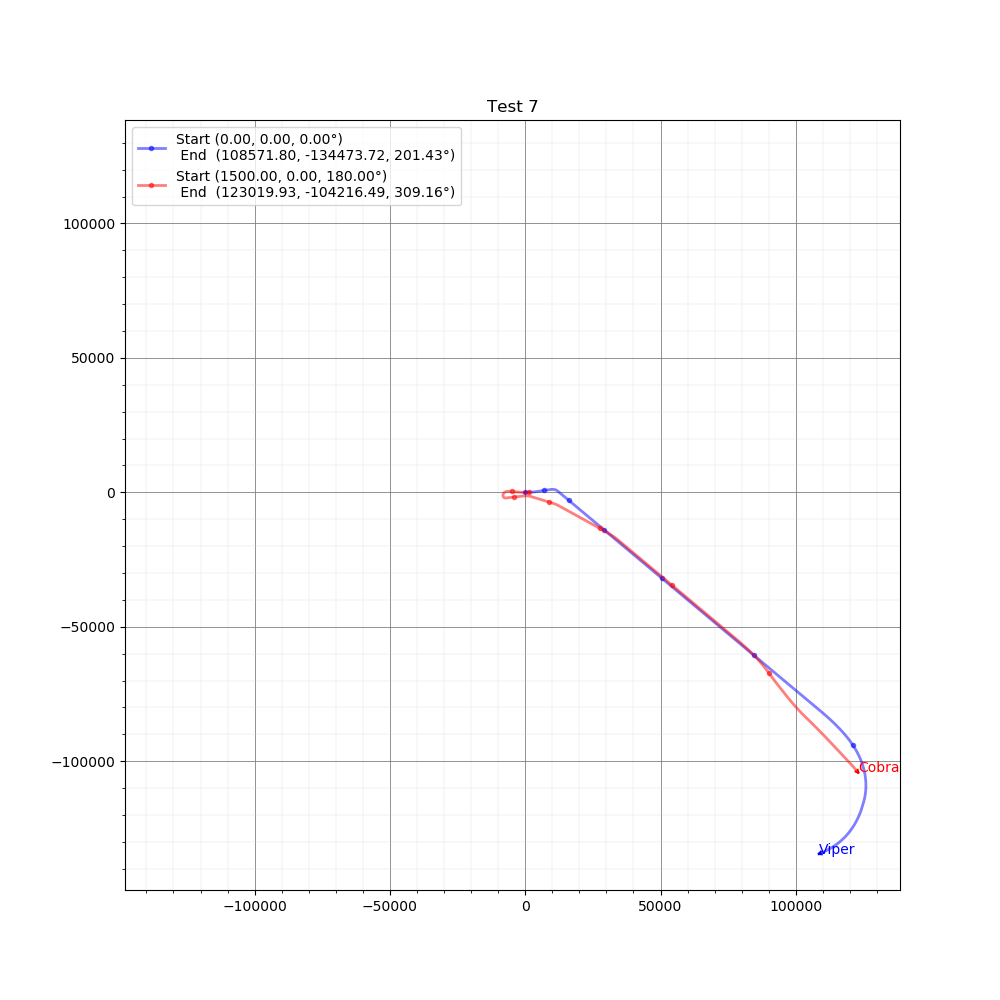 Test 7
Start (0.00, 0.00, 0.00°)
End  (108571.80, -134473.72, 201.43°)
Start (1500.00, 0.00, 180.00°)
End  (123019.93, -104216.49, 309.16°)
100000
50000
0
−50000
−100000
Cobra
Viper
−100000
−50000
0
50000
100000